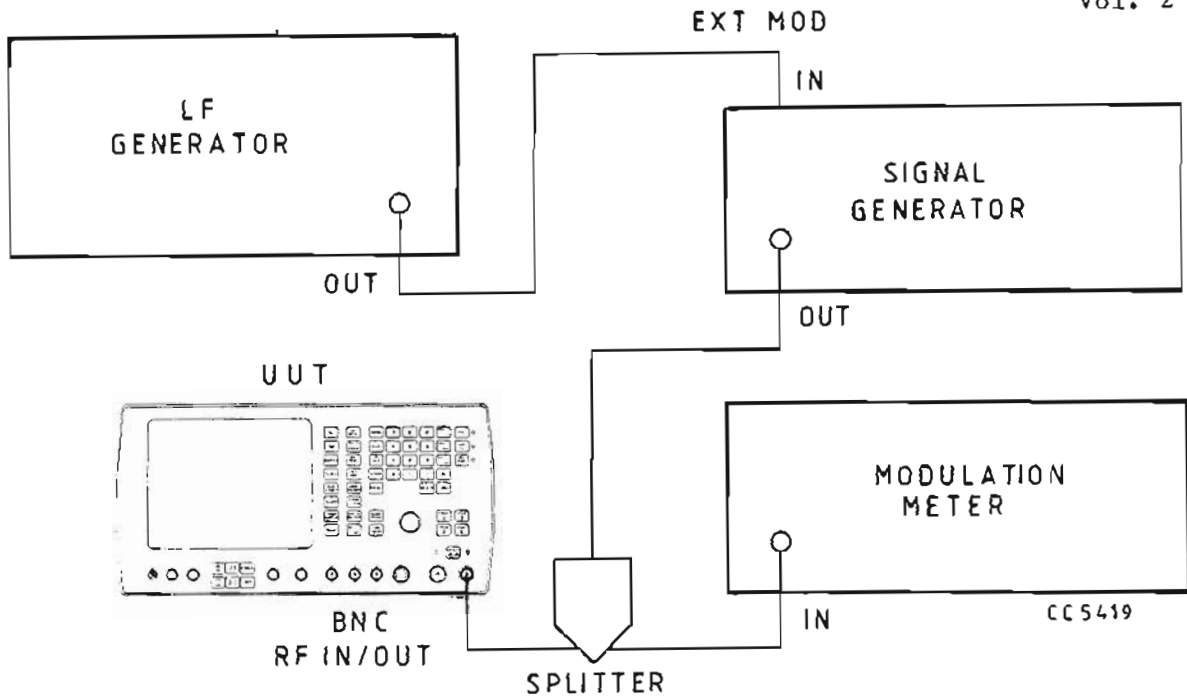 Vol. 2
EXT MOD
IN
LF
GENERATOR
SIGNAL
GENERATOR
OUT
OUT
UUT
MODULATION
METER
BNC
RF IN/OUT
IN
CC5419
SPLITTER